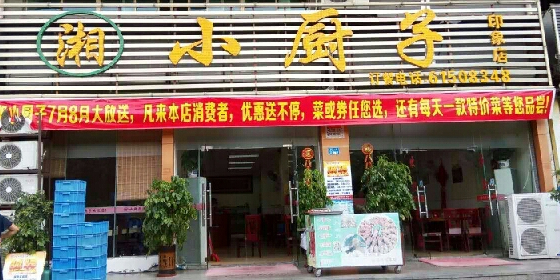 湘 小厨子 印象店
订餐电话:61508348
小厨子7月8月大放送，凡来本店消费者，优惠送不停，菜或券任您选，还有每天一款特价菜等您品尝！